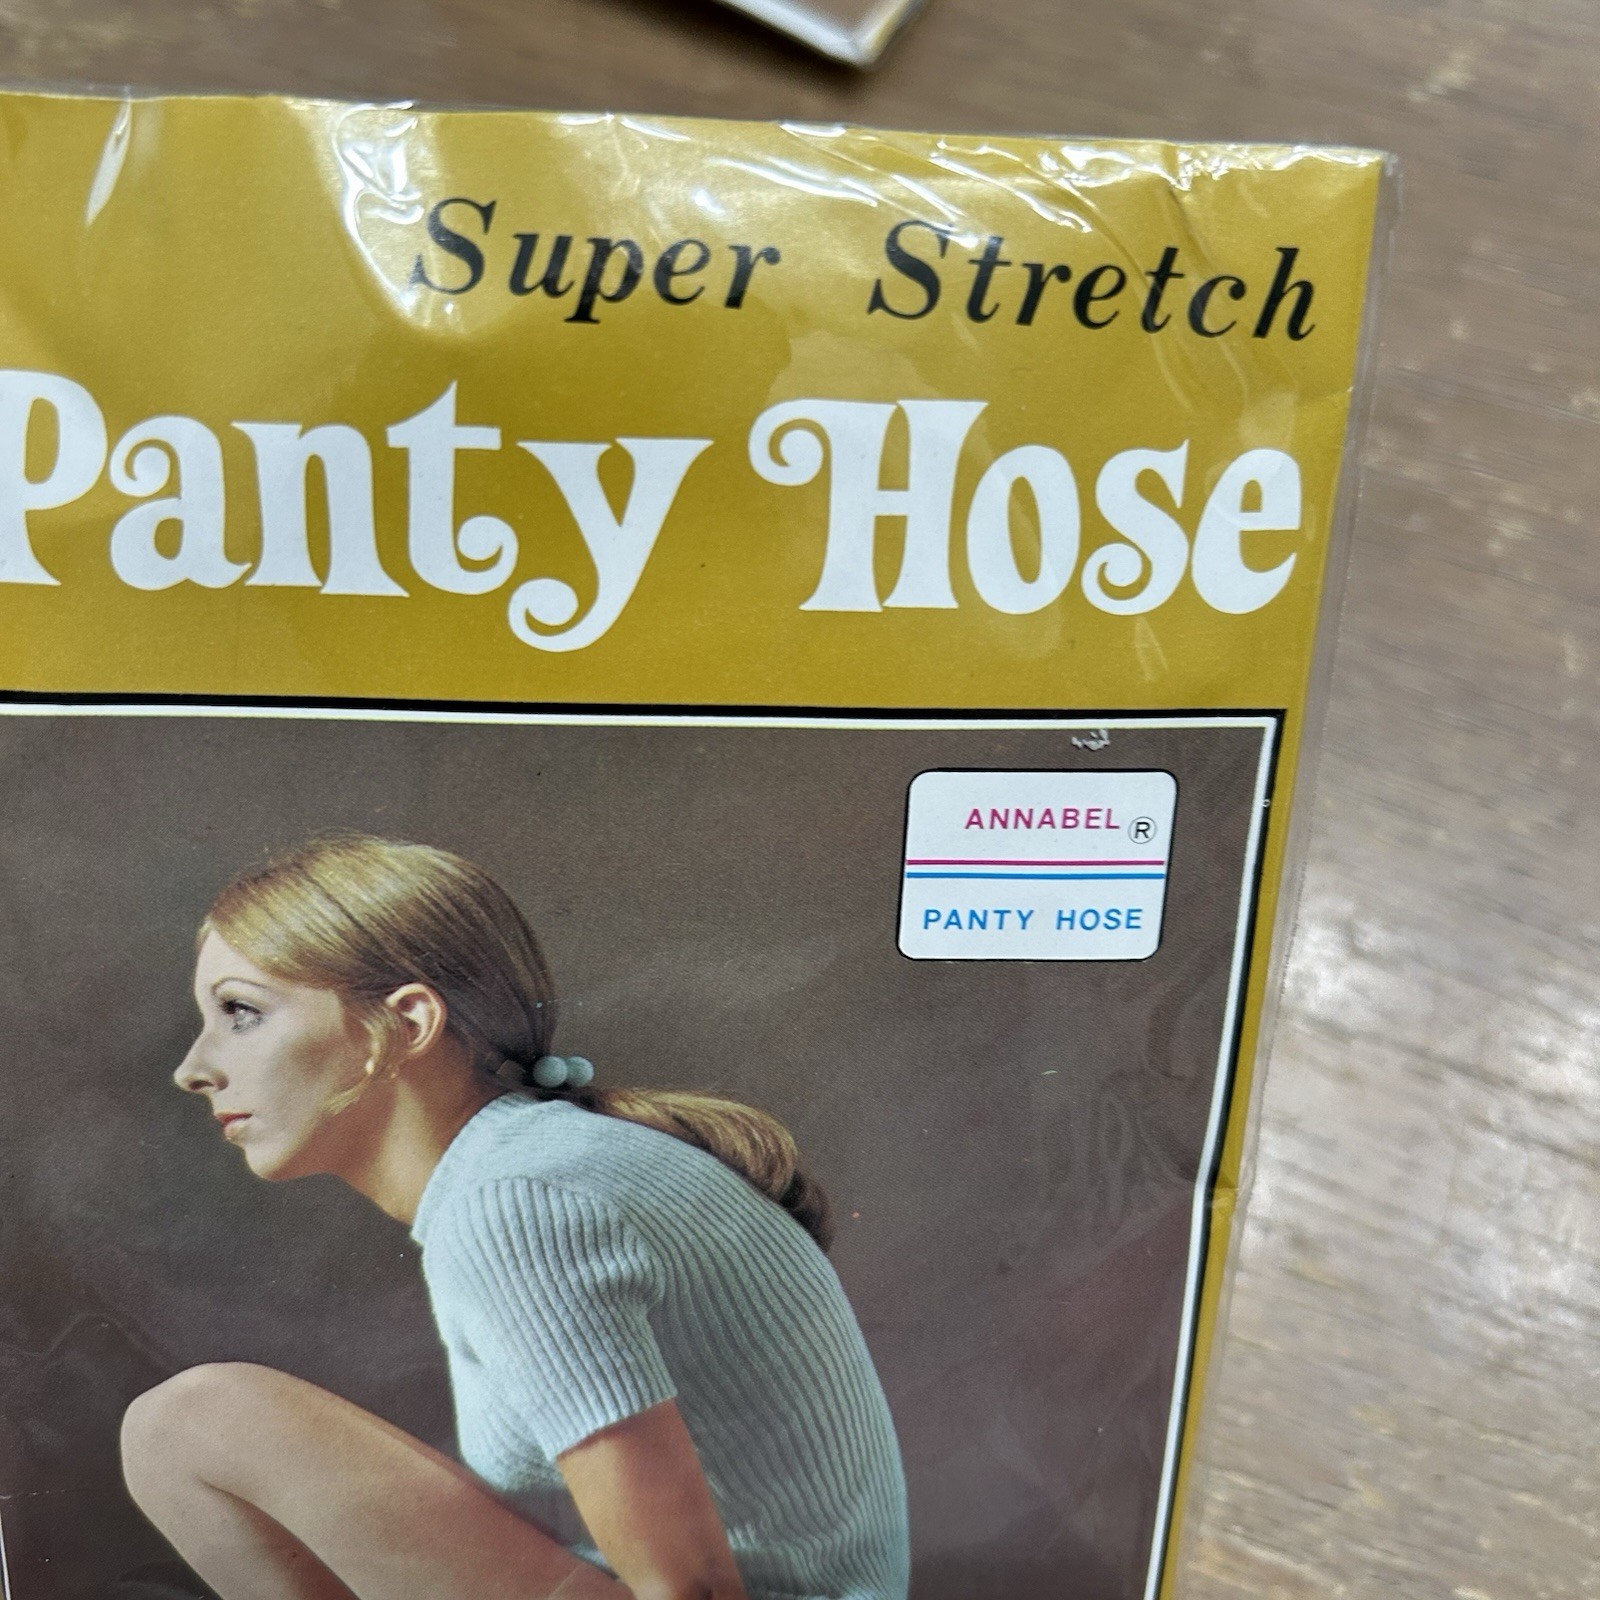 Super Stretch
Panty Hose
ANNABEL ®
PANTY HOSE